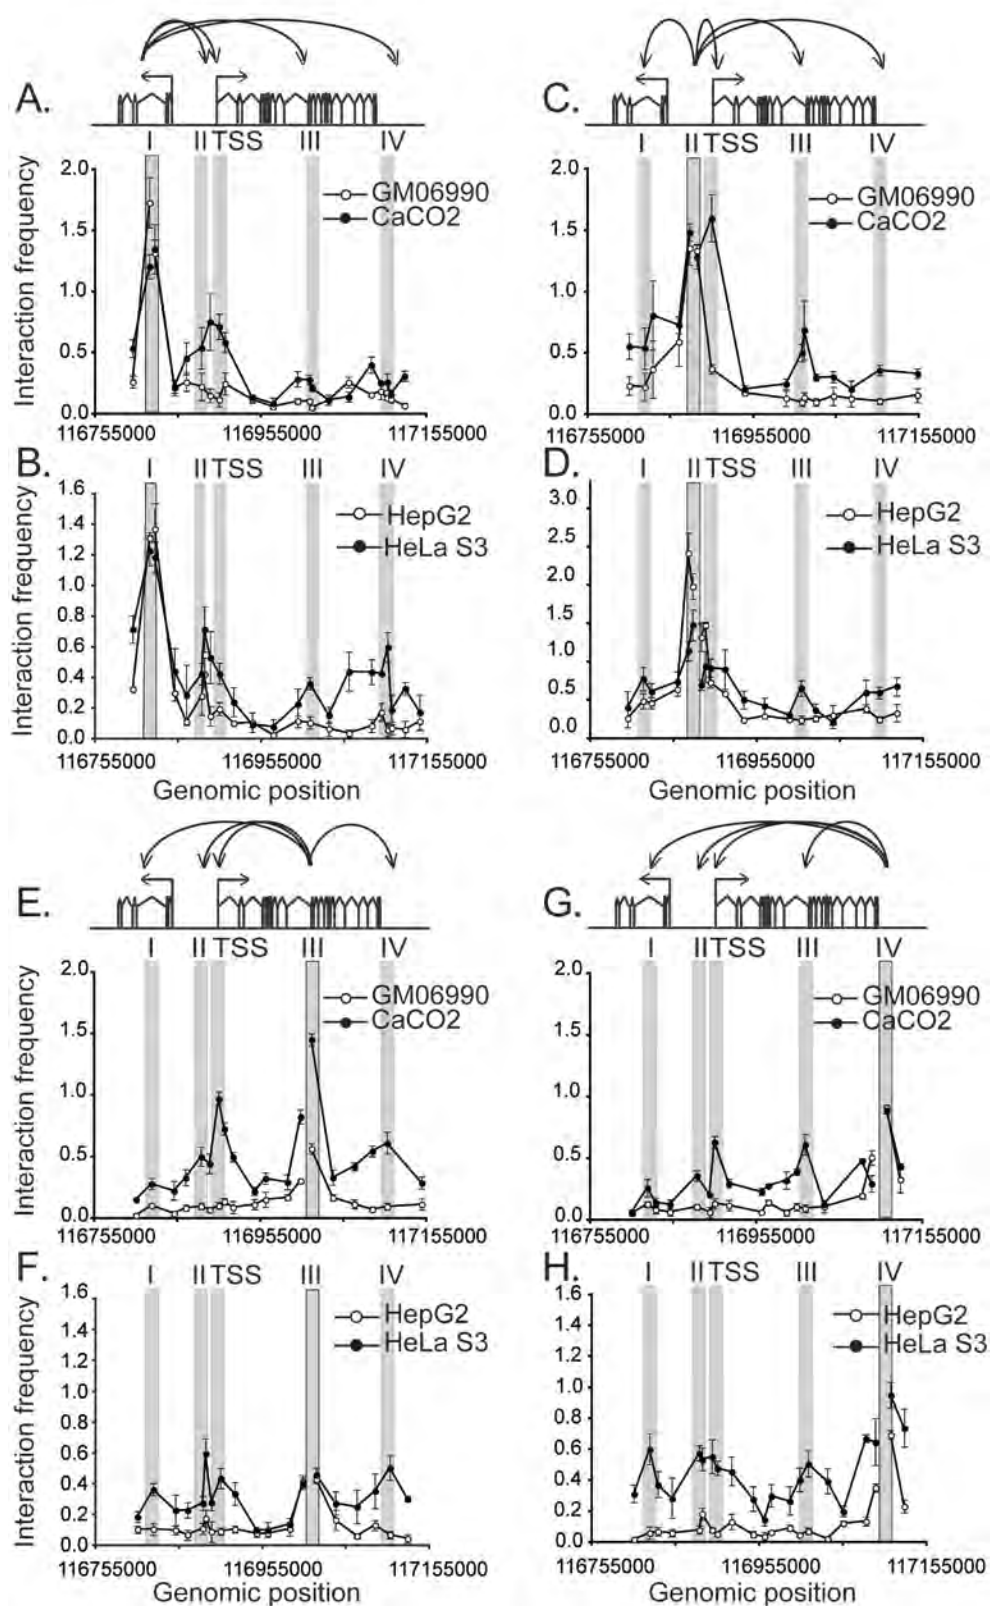 A.
I II TSS III IV
2.0
1.5
1.0
0.5
0.0
Interaction frequency
GM06990
CaCO2
116755000 116955000 117155000
C.
I II TSS III IV
2.0
1.5
1.0
0.5
0.0
Interaction frequency
GM06990
CaCO2
116755000 116955000 117155000
B.
I II TSS III IV
1.6
1.4
1.2
0.8
0.6
0.4
0.2
0.0
Interaction frequency
HepG2
HeLa S3
116755000 116955000 117155000
Genomic position
D.
I II TSS III IV
3.0
2.5
2.0
1.5
1.0
0.5
0.0
Interaction frequency
HepG2
HeLa S3
116755000 116955000 117155000
Genomic position
E.
I II TSS III IV
2.0
1.5
1.0
0.5
0.0
Interaction frequency
GM06990
CaCO2
116755000 116955000 117155000
G.
I II TSS III IV
2.0
1.5
1.0
0.5
0.0
Interaction frequency
GM06990
CaCO2
116755000 116955000 117155000
F.
I II TSS III IV
1.6
1.4
1.2
1.0
0.8
0.6
0.4
0.2
0.0
Interaction frequency
HepG2
HeLa S3
116755000 116955000 117155000
Genomic position
H.
I II TSS III IV
1.6
1.4
1.2
1.0
0.8
0.6
0.4
0.2
0.0
Interaction frequency
HepG2
HeLa S3
116755000 116955000 117155000
Genomic position